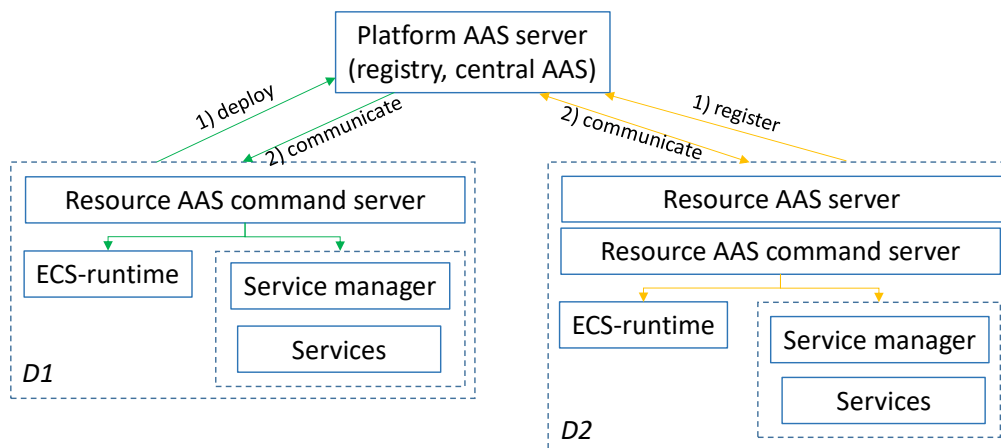 Platform AAS server
(registry, central AAS)
1) deploy
2) communicate
1) register
2) communicate
Resource AAS command server
ECS-runtime
Service manager
Services
D1
Resource AAS server
Resource AAS command server
ECS-runtime
Service manager
Services
D2